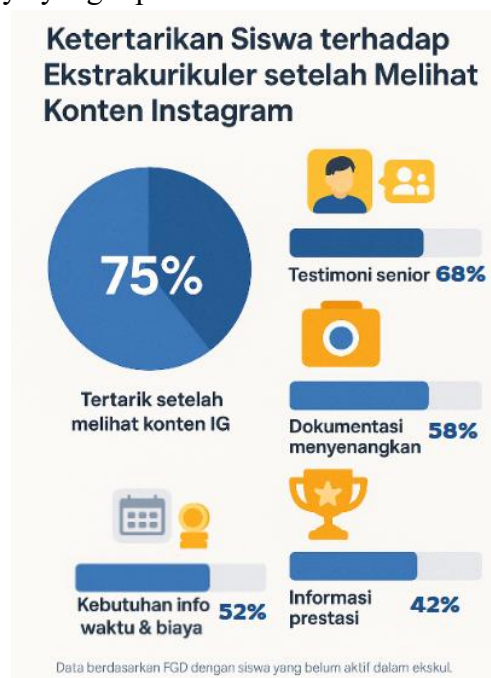 Ketertarikan Siswa terhadap
Ekstrakurikuler setelah Melihat
Konten Instagram
75%
Tertarik setelah
melihat konten IG
Testimoni senior 68%
Dokumentasi
menyenangkan 58%
Kebutuhan info
waktu & biaya 52%
Informasi
prestasi 42%
Data berdasarkan FGD dengan siswa yang belum aktif dalam ekskul.